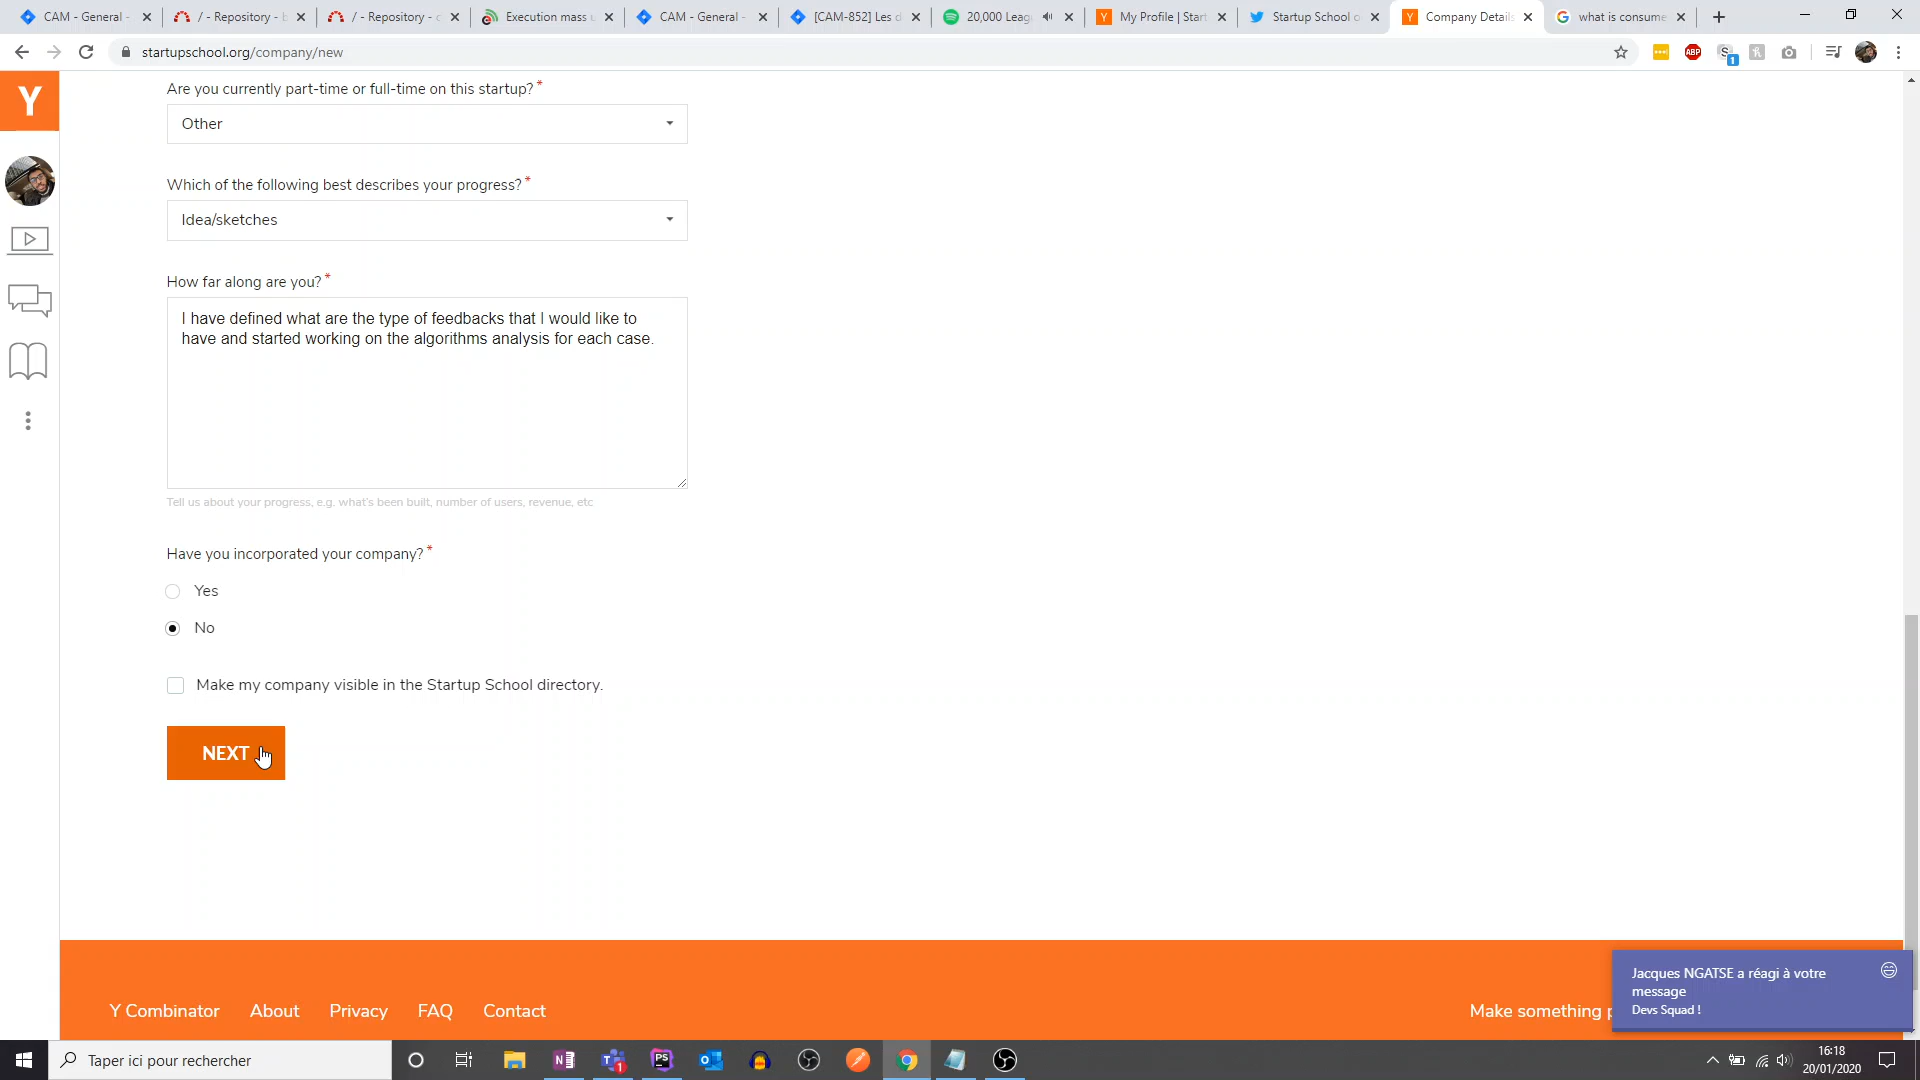 CAM - General -
/ - Repository - b
/ - Repository - c
Execution mass u
CAM - General -
[CAM-852] Les d
20,000 Leag
My Profile | Start
Startup School o
Company Details
what is consume
startupschool.org/company/new
ABP
S
1
Y
Are you currently part-time or full-time on this startup? *
Other
Which of the following best describes your progress? *
Idea/sketches
How far along are you? *
I have defined what are the type of feedbacks that I would like to
have and started working on the algorithms analysis for each case.
Tell us about your progress, e.g. what's been built, number of users, revenue, etc
Have you incorporated your company? *
Yes
No
Make my company visible in the Startup School directory.
NEXT
Y Combinator About Privacy FAQ Contact
Make something
Jacques NGATSE a réagi à votre
message
Devs Squad !
Taper ici pour rechercher
16:18
20/01/2020